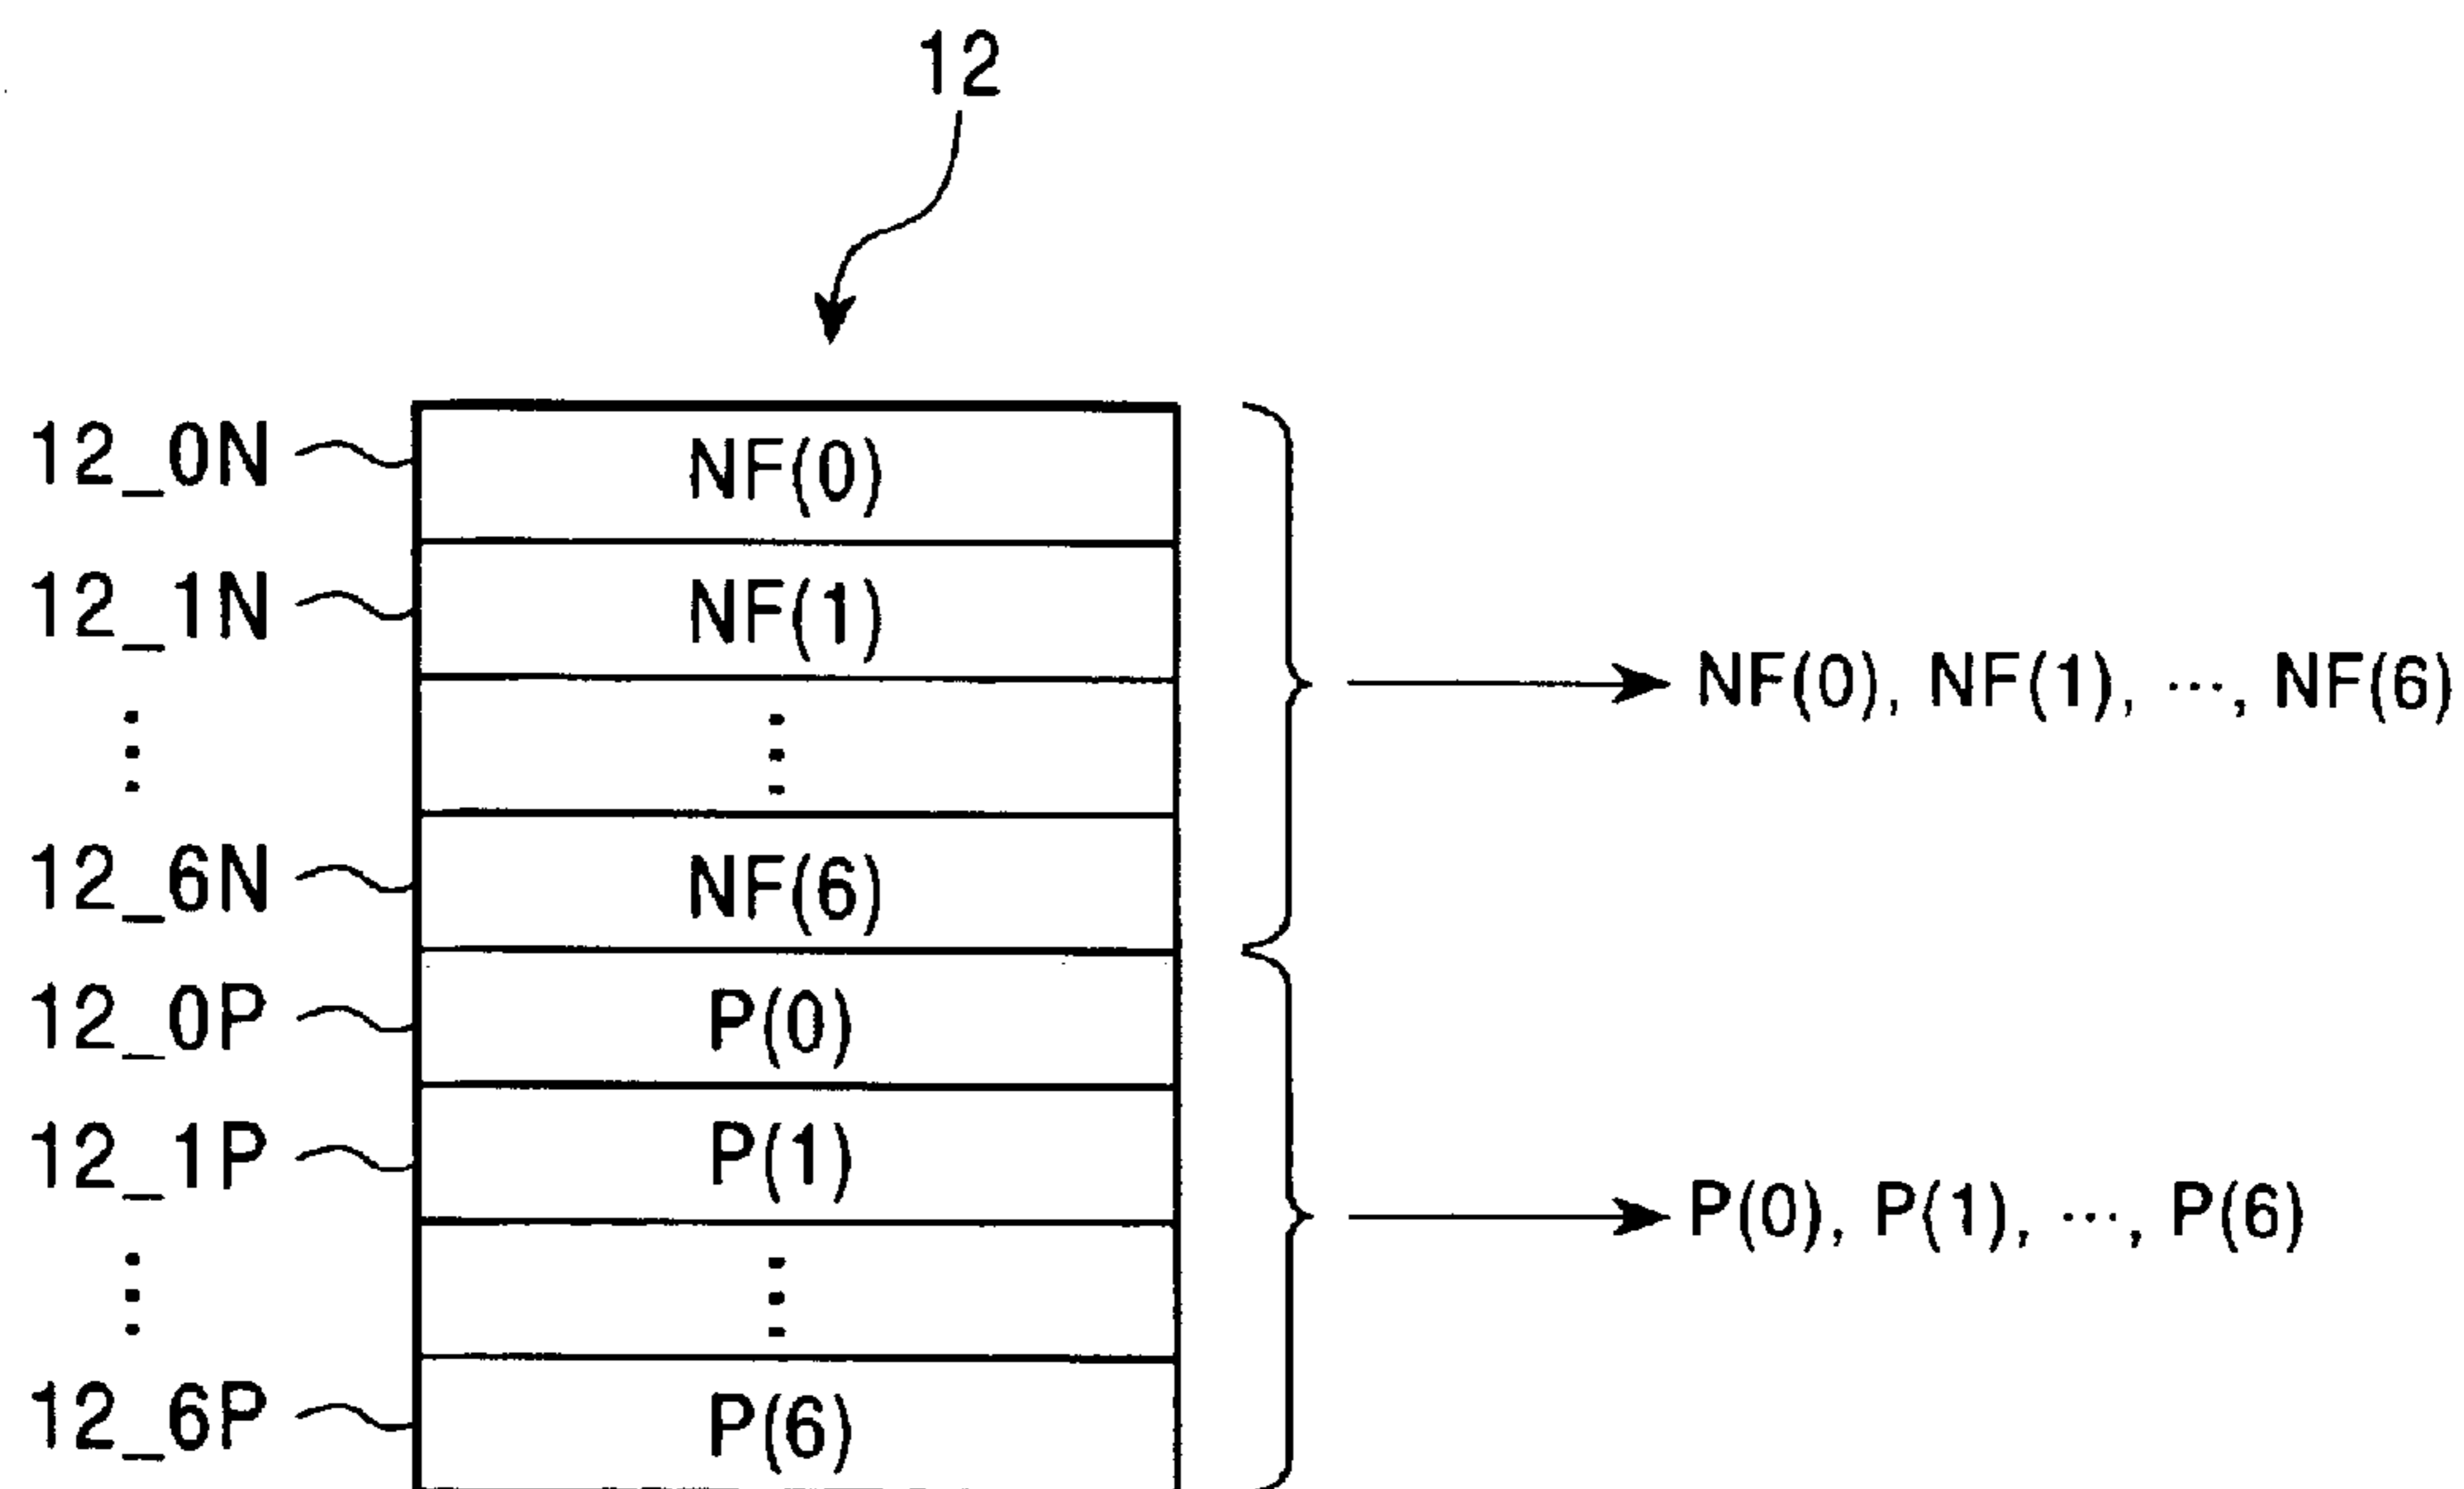 12
12_0N NF(0)
12_1N NF(1)
NF(0), NF(1), ···, NF(6)
⋮ ⋮
12_6N NF(6)
12_0P P(0)
12_1P P(1)
P(0), P(1), ···, P(6)
⋮ ⋮
12_6P P(6)